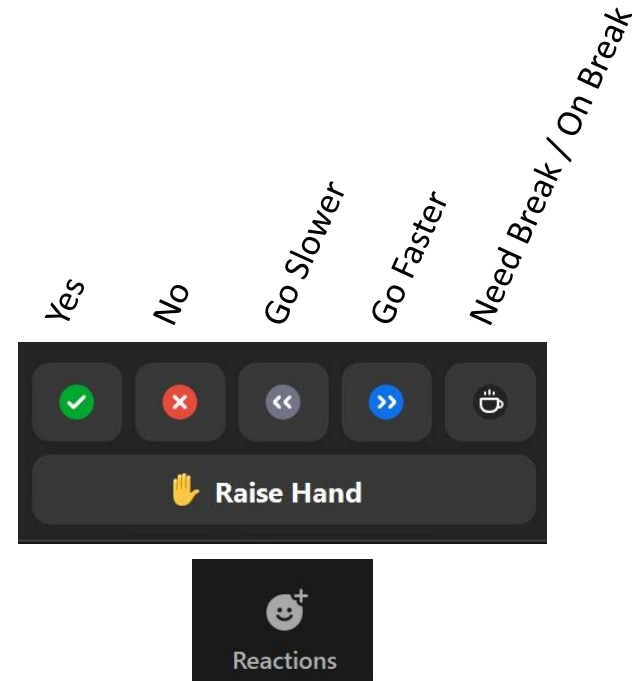 Yes
No
Go Slower
Go Faster
Need Break / On Break
Raise Hand
Reactions